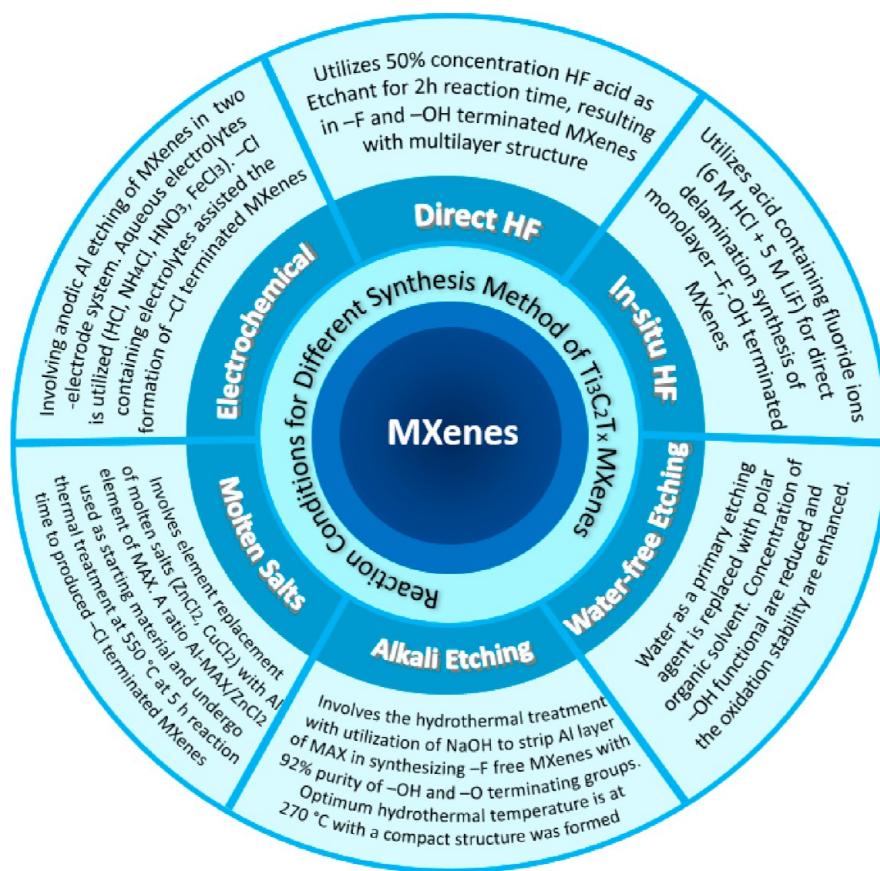 MXenes
Reaction Conditions for Different Synthesis Method of Ti3C2Tx MXenes
Direct HF
Utilizes 50% concentration HF acid as
Etchant for 2h reaction time, resulting
in –F and –OH terminated MXenes
with multilayer structure
In-situ HF
Utilizes acid containing fluoride ions
(6 M HCl + 5 M LiF) for direct
delamination synthesis of
monolayer –F,-OH terminated
MXenes
Water-free Etching
Water as a primary etching
agent is replaced with polar
organic solvent. Concentration of
–OH functional are reduced and
the oxidation stability are enhanced.
Alkali Etching
Involves the hydrothermal treatment
with utilization of NaOH to strip Al layer
of MAX in synthesizing –F free MXenes with
92% purity of –OH and –O terminating groups.
Optimum hydrothermal temperature is at
270 °C with a compact structure was formed
Molten Salts
Involves element replacement
of molten salts (ZnCl2, CuCl2) with Al
element of MAX. A ratio Al-MAX/ZnCl2
used as starting material and undergo
thermal treatment at 550 °C at 5 h reaction
time to produced –Cl terminated MXenes
Electrochemical
Involving anodic Al etching of MXenes in two
-electrode system. Aqueous electrolytes
is utilized (HCl, NH4Cl, HNO3, FeCl3). –Cl
containing electrolytes assisted the
formation of –Cl terminated MXenes